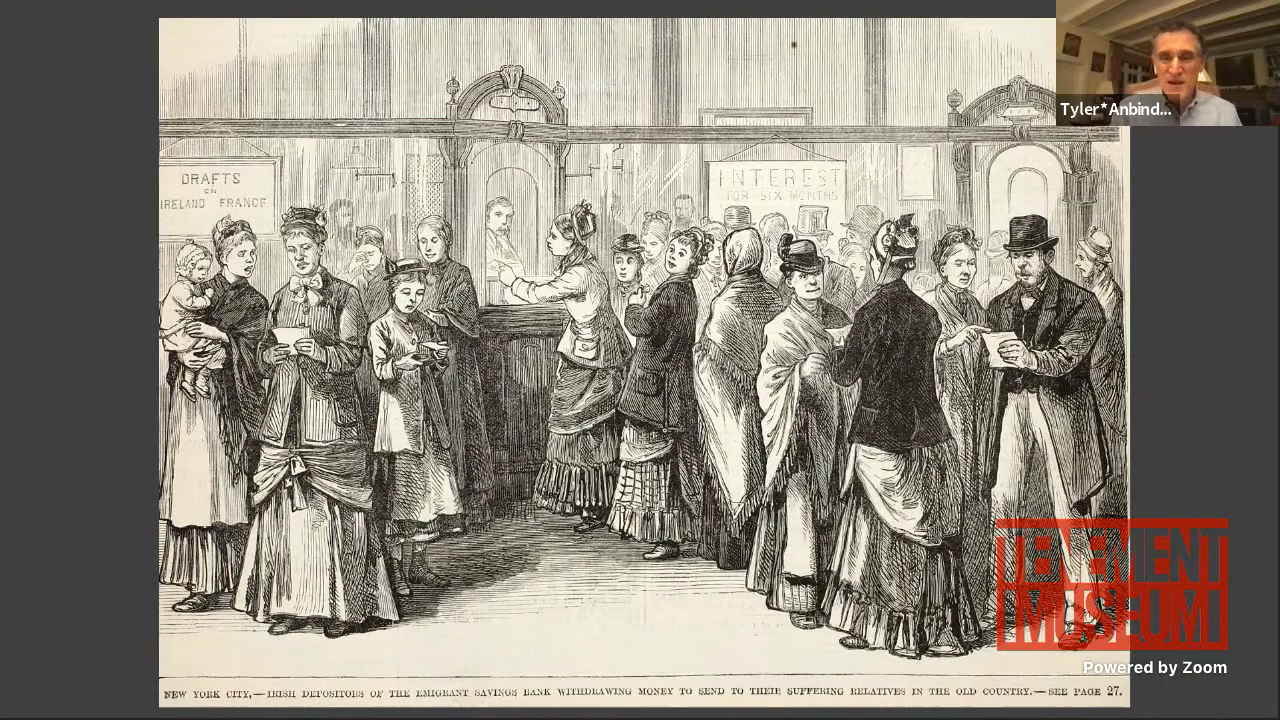 Tyler*Anbind...
DRAFTS
ON
IRELAND FRANCE
INTEREST
FOR SIX MONTHS
TENEMENT
MUSEUM
Powered by Zoom
NEW YORK CITY.—IRISH DEPOSITORS OF THE EMIGRANT SAVINGS BANK WITHDRAWING MONEY TO SEND TO THEIR SUFFERING RELATIVES IN THE OLD COUNTRY.—SEE PAGE 27.